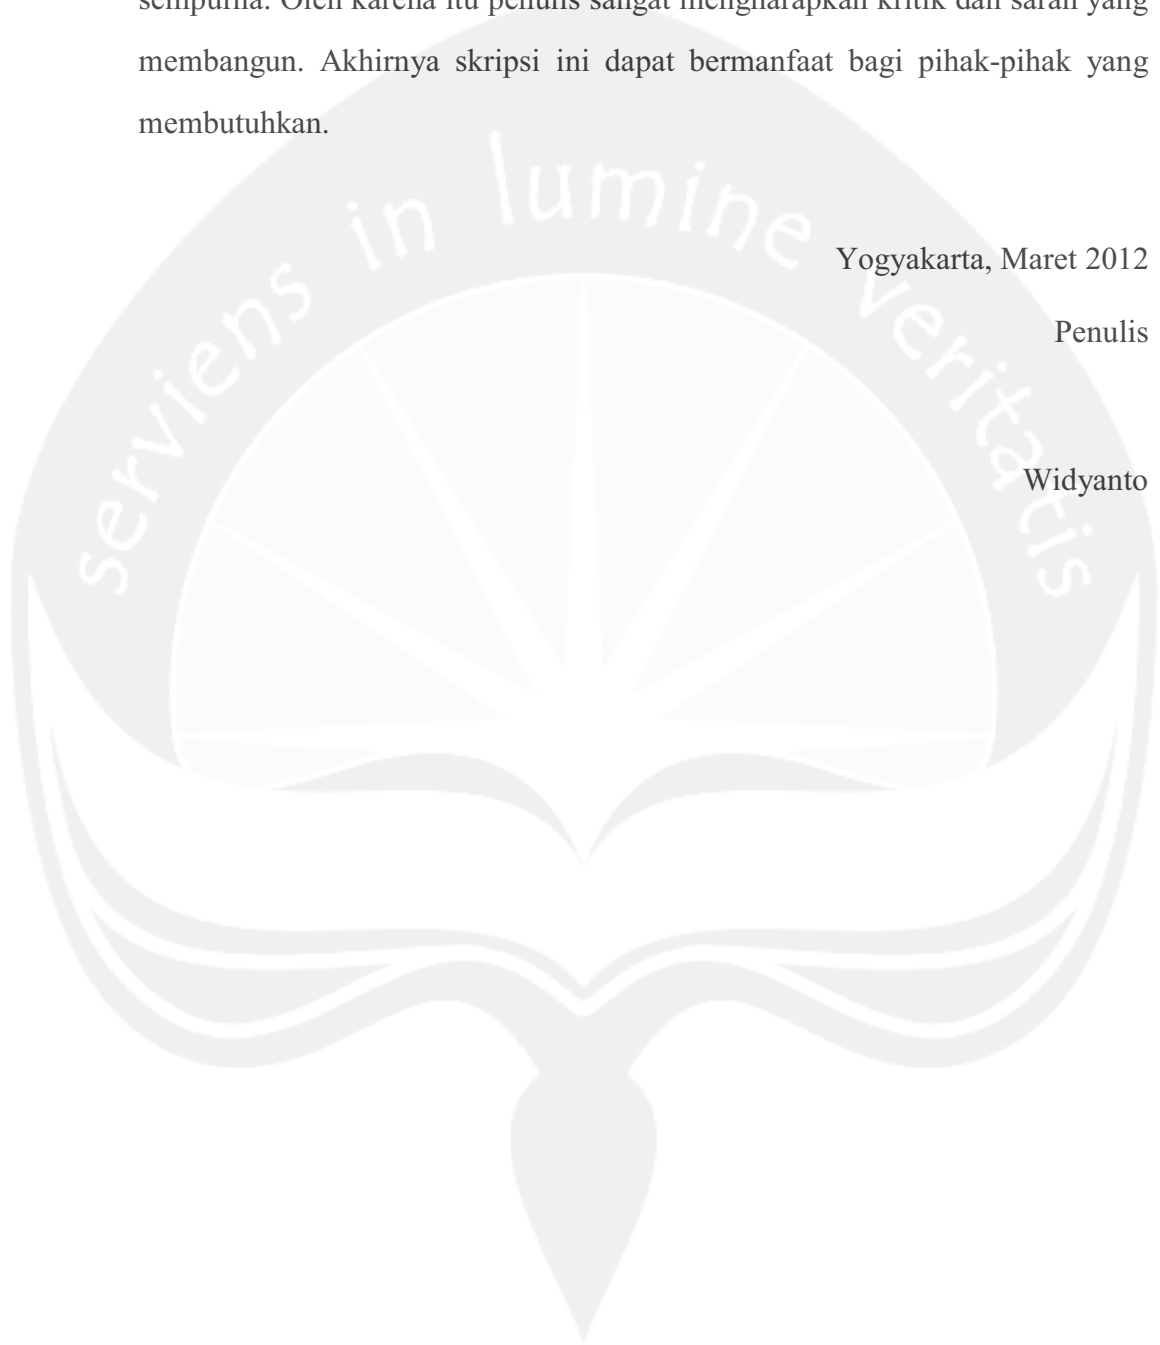 sempurna. Oleh karena itu penulis sangat mengharapkan kritik dan saran yang
membangun. Akhirnya skripsi ini dapat bermanfaat bagi pihak-pihak yang
membutuhkan.
serviens in lumine veritatis
Yogyakarta, Maret 2012
Penulis
Widyanto